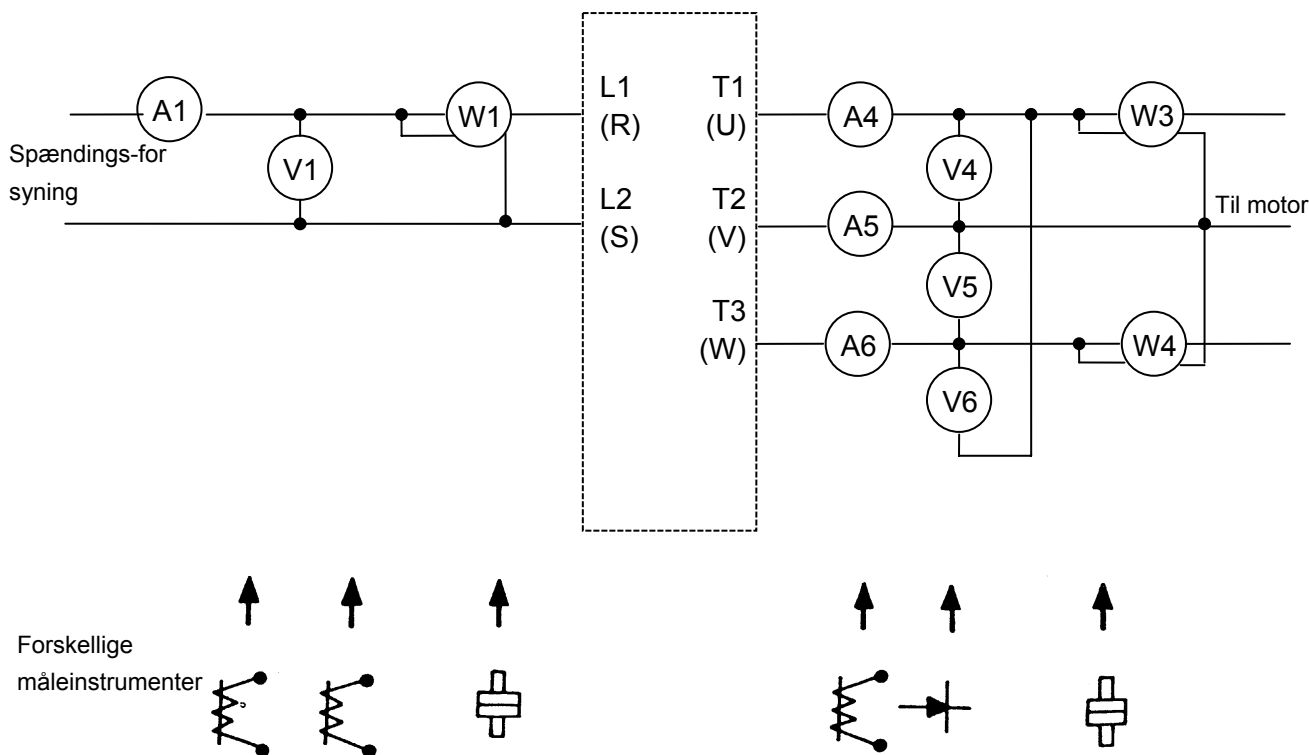 A1
V1
W1
Spændings-for
syning
L1
(R)
L2
(S)
T1
(U)
T2
(V)
T3
(W)
A4
A5
A6
V4
V5
V6
W3
W4
Til motor
Forskellige
måleinstrumenter